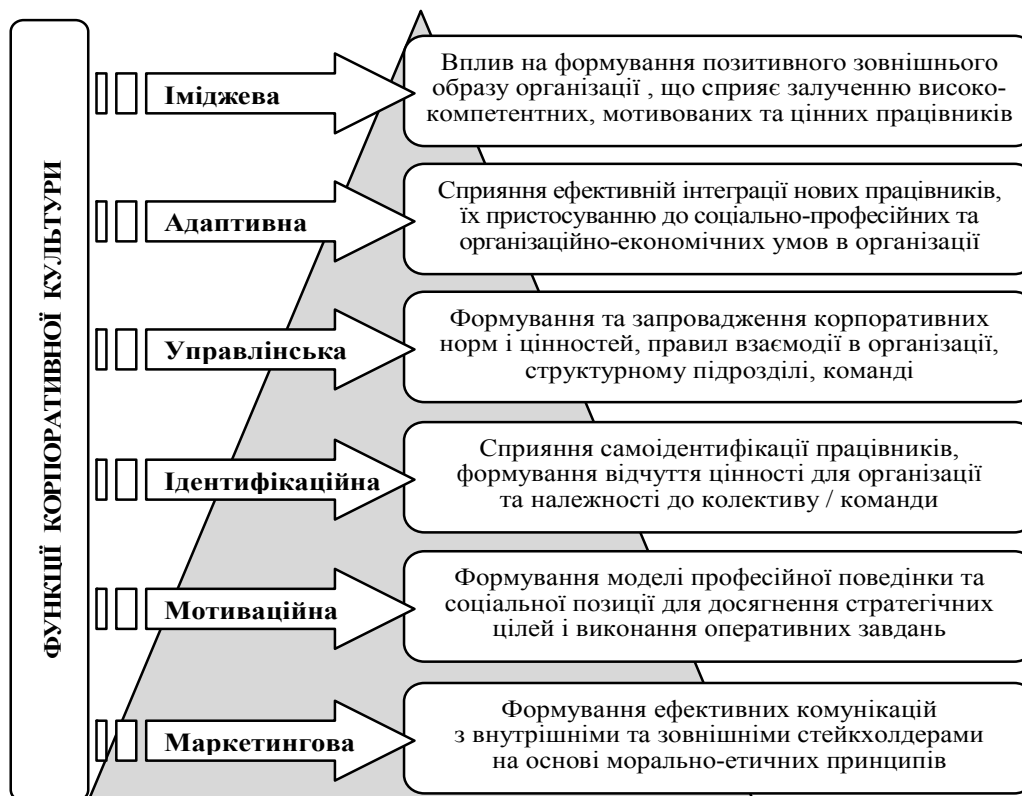 ФУНКЦІЇ КОРПОРАТИВНОЇ КУЛЬТУРИ
Іміджева
Вплив на формування позитивного зовнішнього
образу організації , що сприяє залученню високо-
компетентних, мотивованих та цінних працівників
Адаптивна
Сприяння ефективній інтеграції нових працівників,
їх пристосуванню до соціально-професійних та
організаційно-економічних умов в організації
Управлінська
Формування та запровадження корпоративних
норм і цінностей, правил взаємодії в організації,
структурному підрозділі, команді
Ідентифікаційна
Сприяння самоідентифікації працівників,
формування відчуття цінності для організації
та належності до колективу / команди
Мотиваційна
Формування моделі професійної поведінки та
соціальної позиції для досягнення стратегічних
цілей і виконання оперативних завдань
Маркетингова
Формування ефективних комунікацій
з внутрішніми та зовнішніми стейкхолдерами
на основі морально-етичних принципів